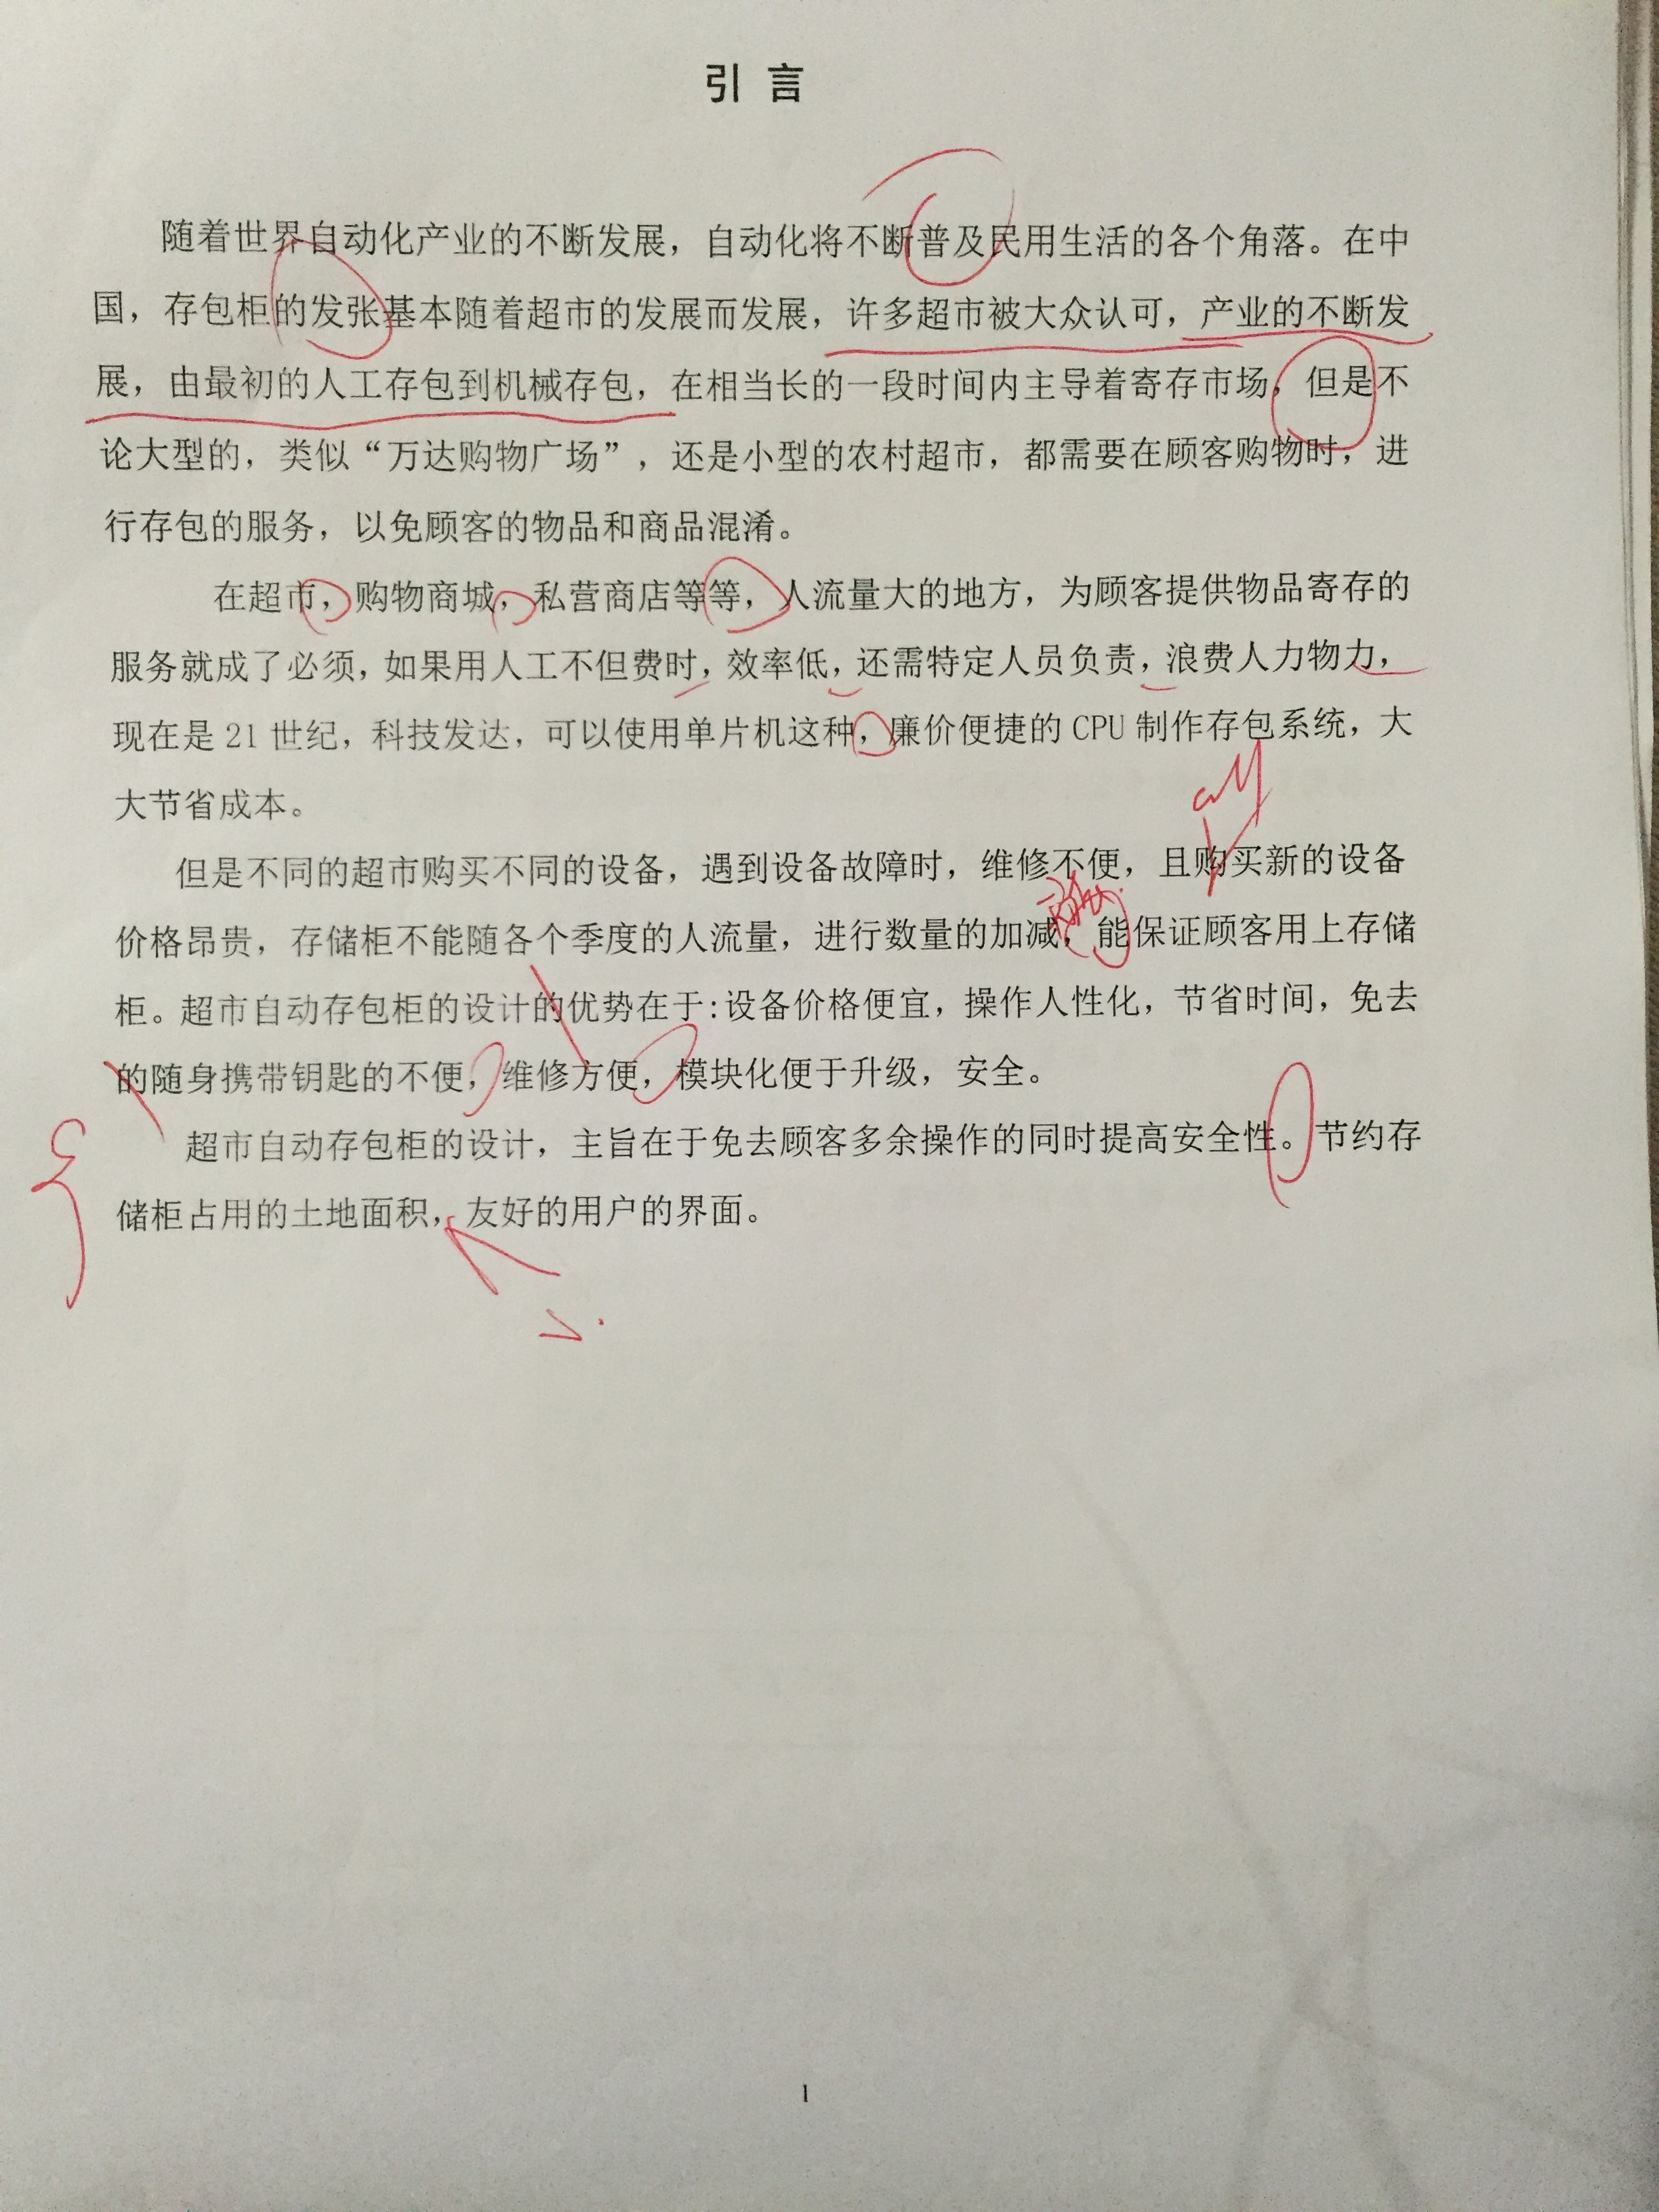 引 言
随着世界自动化产业的不断发展，自动化将不断普及民用生活的各个角落。在中
国，存包柜的发张基本随着超市的发展而发展，许多超市被大众认可，产业的不断发
展，由最初的人工存包到机械存包，在相当长的一段时间内主导着寄存市场，但是不
论大型的，类似“万达购物广场”，还是小型的农村超市，都需要在顾客购物时，进
行存包的服务，以免顾客的物品和商品混淆。
在超市，购物商城，私营商店等等，人流量大的地方，为顾客提供物品寄存的
服务就成了必须，如果用人工不但费时，效率低，还需特定人员负责，浪费人力物力，
现在是 21 世纪，科技发达，可以使用单片机这种，廉价便捷的 CPU 制作存包系统，大
大节省成本。
但是不同的超市购买不同的设备，遇到设备故障时，维修不便，且购买新的设备
价格昂贵，存储柜不能随各个季度的人流量，进行数量的加减，能保证顾客用上存储
柜。超市自动存包柜的设计的优势在于:设备价格便宜，操作人性化，节省时间，免去
的随身携带钥匙的不便，维修方便，模块化便于升级，安全。
超市自动存包柜的设计，主旨在于免去顾客多余操作的同时提高安全性。节约存
储柜占用的土地面积，友好的用户的界面。
1